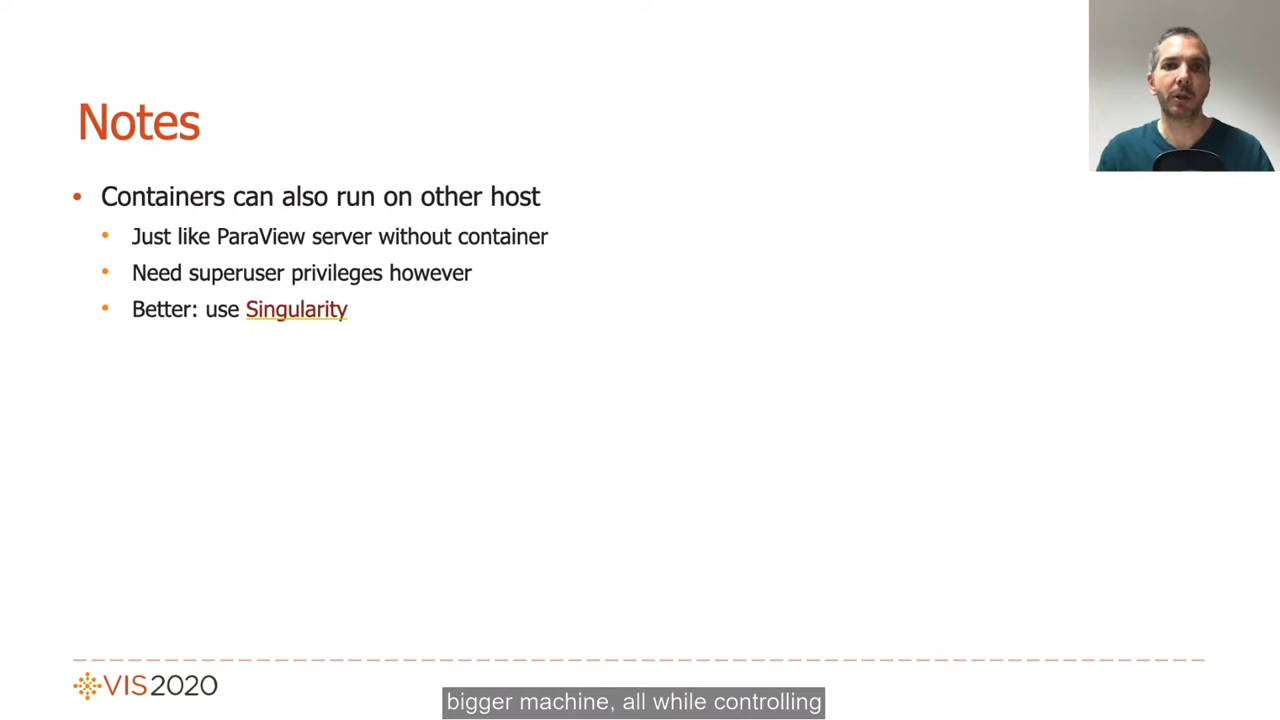 Notes
• Containers can also run on other host
• Just like ParaView server without container
• Need superuser privileges however
• Better: use Singularity
VIS2020
bigger machine, all while controlling